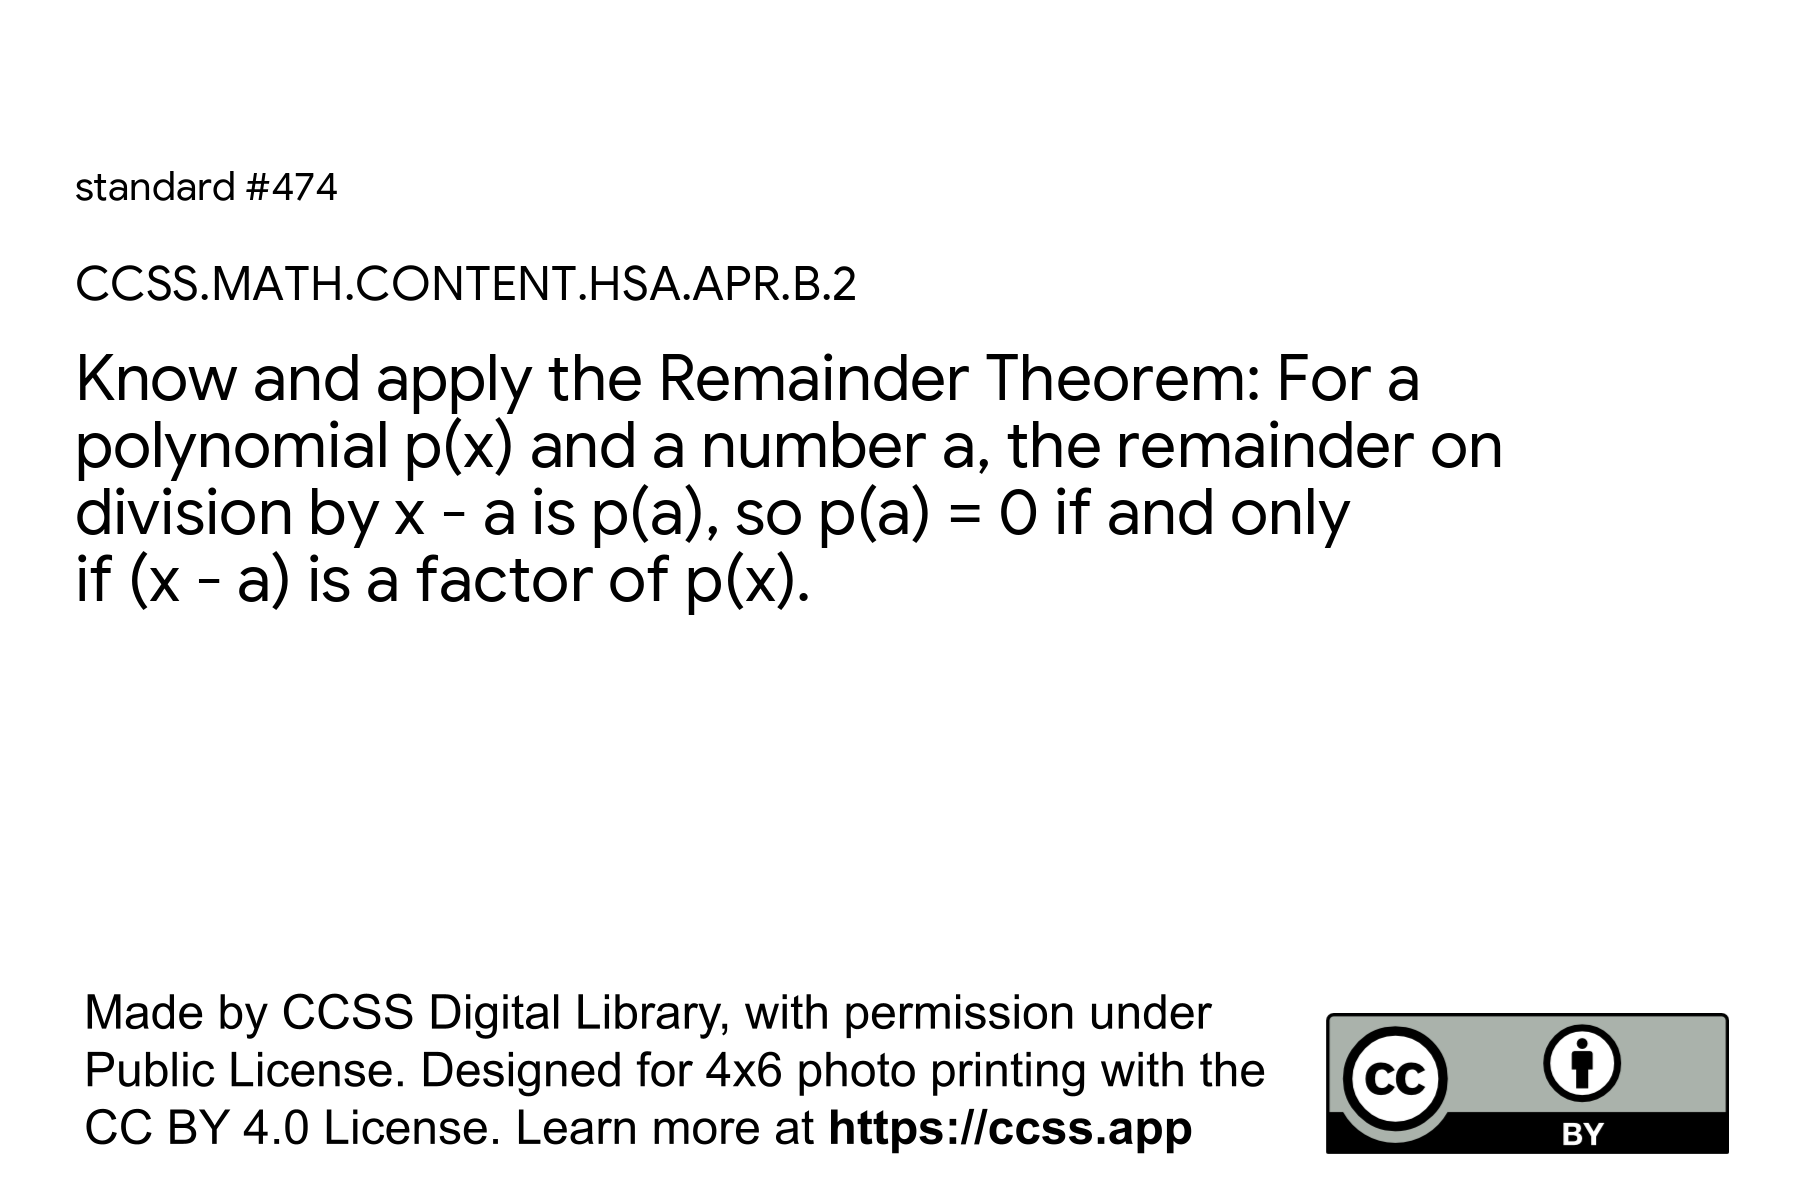 standard #474
CCSS.MATH.CONTENT.HSA.APR.B.2
Know and apply the Remainder Theorem: For a
polynomial p(x) and a number a, the remainder on
division by x - a is p(a), so p(a) = 0 if and only
if (x - a) is a factor of p(x).
Made by CCSS Digital Library, with permission under
Public License. Designed for 4x6 photo printing with the
CC BY 4.0 License. Learn more at https://ccss.app
cc
BY